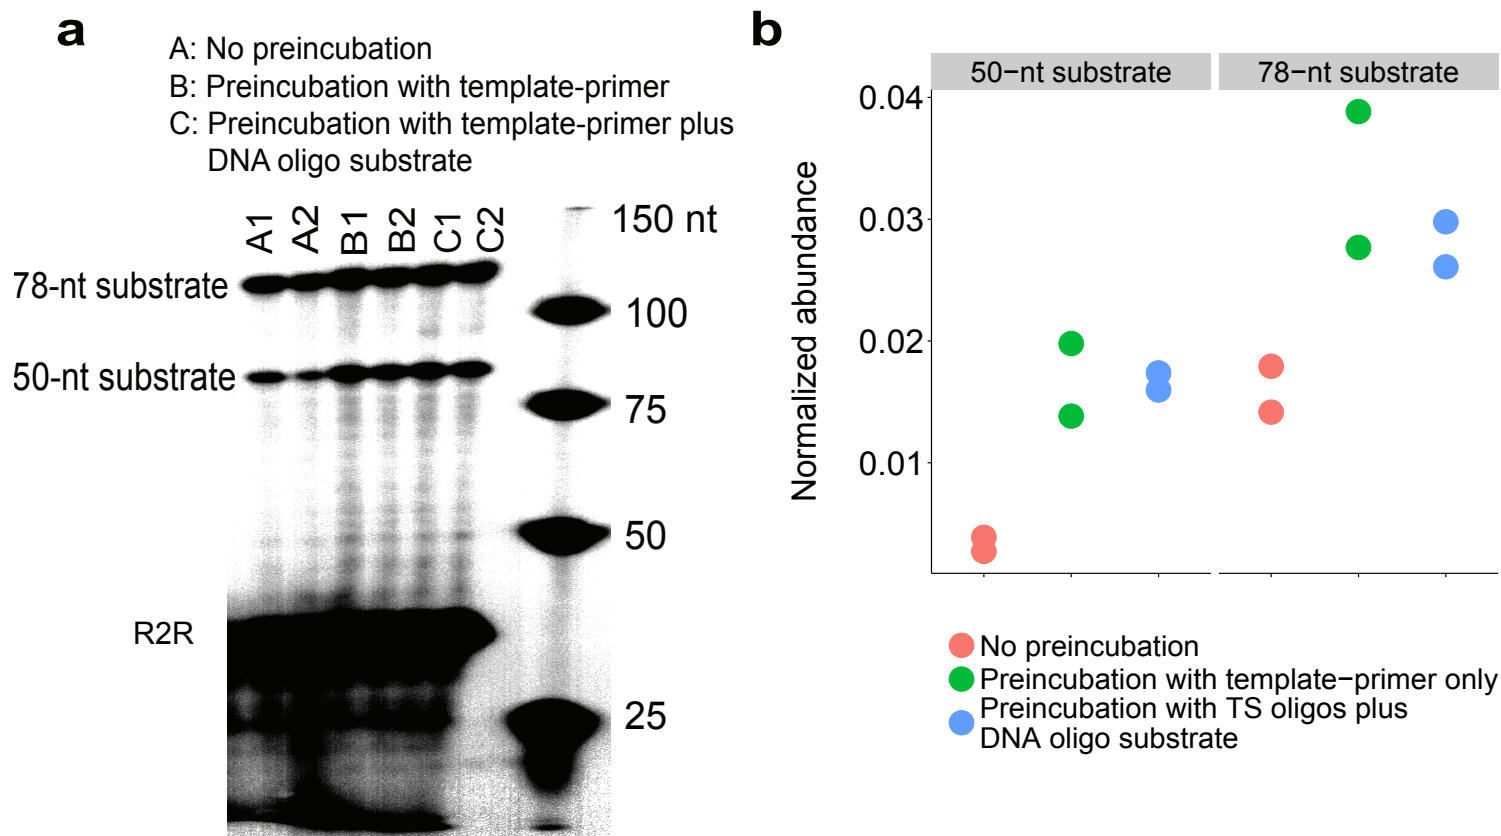 a
A: No preincubation
B: Preincubation with template-primer
C: Preincubation with template-primer plus
DNA oligo substrate
A1
A2
B1
B2
C1
C2
150 nt
78-nt substrate
100
50-nt substrate
75
50
R2R
25
b
50−nt substrate
78−nt substrate
Normalized abundance
0.04
0.03
0.02
0.01
No preincubation
Preincubation with template−primer only
Preincubation with TS oligos plus
DNA oligo substrate